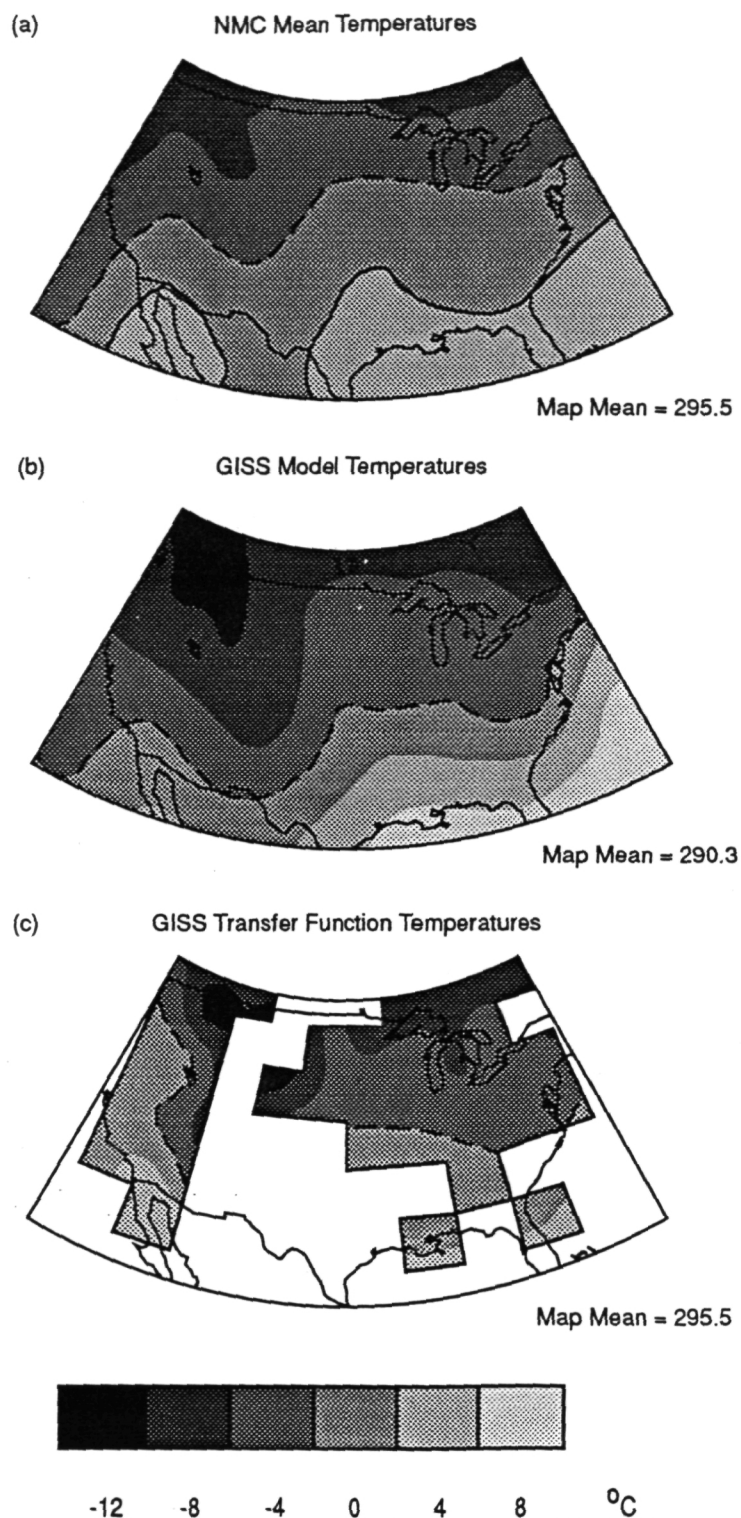 (a)
NMC Mean Temperatures
Map Mean = 295.5
(b)
GISS Model Temperatures
Map Mean = 290.3
(c)
GISS Transfer Function Temperatures
Map Mean = 295.5
-12 -8 -4 0 4 8 °C